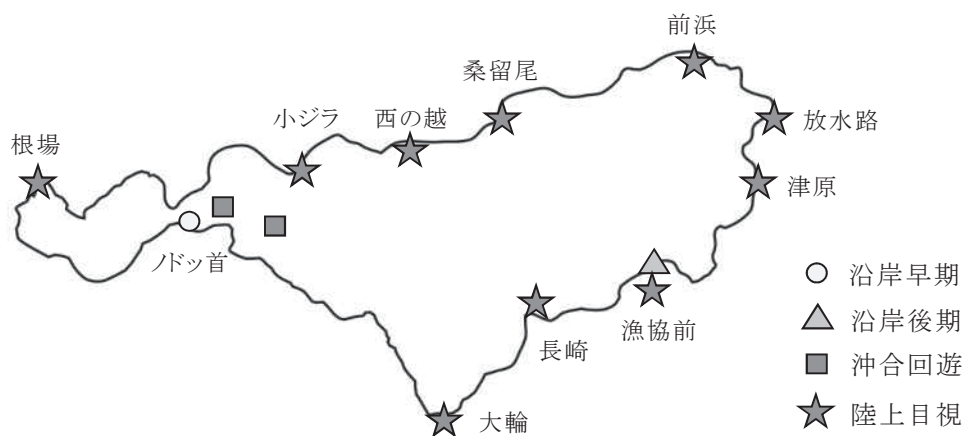 前浜
桑留尾
小ジラ
西の越
放水路
根場
津原
ノドッ首
長崎
漁協前
大輪
沿岸早期
沿岸後期
沖合回遊
陸上目視